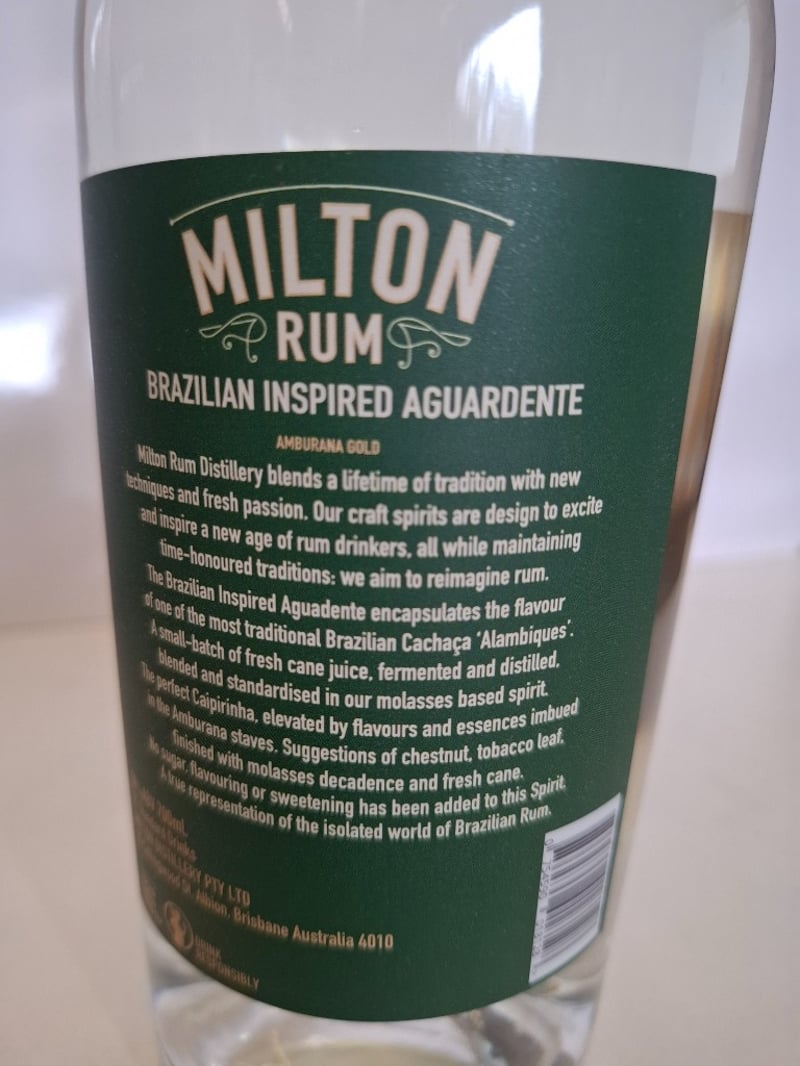 MILTON
RUM
BRAZILIAN INSPIRED AGUARDENTE
AMBURANA GOLD
Milton Rum Distillery blends a lifetime of tradition with new
techniques and fresh passion. Our craft spirits are design to excite
and inspire a new age of rum drinkers, all while maintaining
time-honoured traditions: we aim to reimagine rum.
The Brazilian Inspired Aguadente encapsulates the flavour
of one of the most traditional Brazilian Cachaça 'Alambiques'.
A small-batch of fresh cane juice, fermented and distilled,
blended and standardised in our molasses based spirit.
The perfect Caipirinha, elevated by flavours and essences imbued
in the Amburana staves. Suggestions of chestnut, tobacco leaf,
finished with molasses decadence and fresh cane.
No sugar, flavouring or sweetening has been added to this Spirit.
A true representation of the isolated world of Brazilian Rum.
700mL
Drinks
DISTILLERY PTY LTD
St, Albion, Brisbane Australia 4010
DRINK
RESPONSIBLY